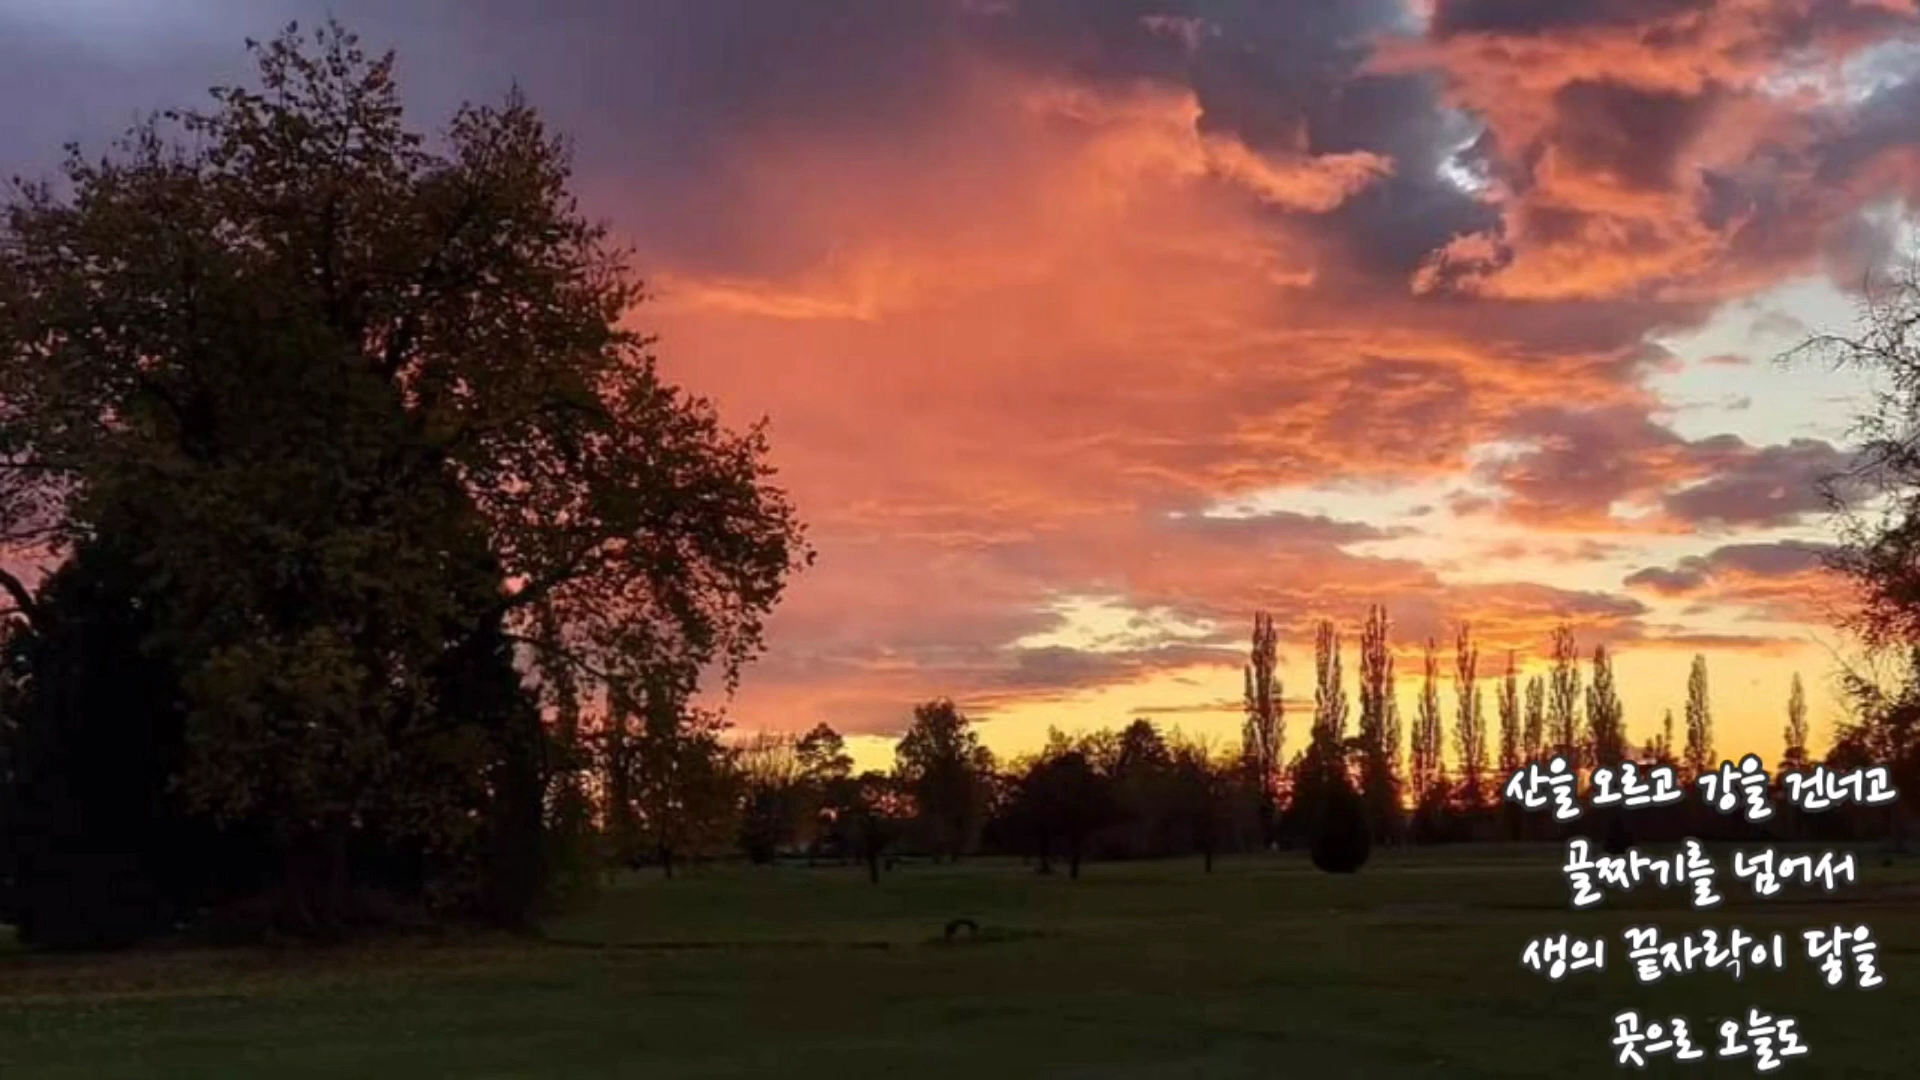 산을 오르고 강을 건너고
골짜기를 넘어서
생의 끝자락이 닿을
곳으로 오늘도